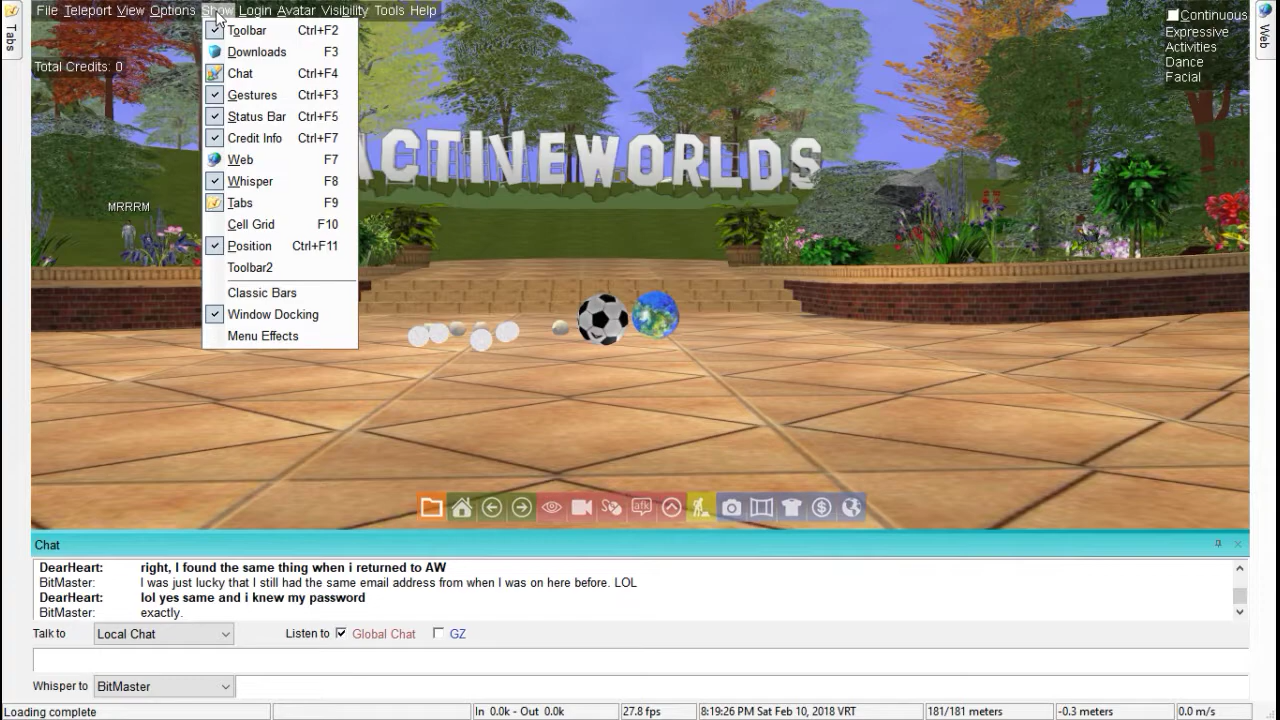 File Teleport View Options Show Login Avatar Visibility Tools Help
Tabs
Total Credits: 0
Toolbar Ctrl+F2
Downloads F3
Chat Ctrl+F4
Gestures Ctrl+F3
Status Bar Ctrl+F5
Credit Info Ctrl+F7
Web F7
Whisper F8
Tabs F9
Cell Grid F10
Position Ctrl+F11
Toolbar2
Classic Bars
Window Docking
Menu Effects
Continuous
Expressive
Activities
Dance
Facial
Web
ACTIVEWORLDS
MRRRM
afk
Chat
DearHeart: right, I found the same thing when i returned to AW
BitMaster: I was just lucky that I still had the same email address from when I was on here before. LOL
DearHeart: lol yes same and i knew my password
BitMaster: exactly.
Talk to Local Chat Listen to Global Chat GZ
Whisper to BitMaster
Loading complete In 0.0k - Out 0.0k 27.8 fps 8:19:26 PM Sat Feb 10, 2018 VRT 181/181 meters -0.3 meters 0.0 m/s